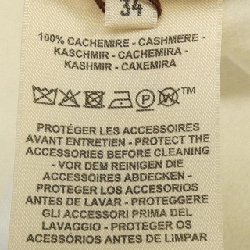 34
100% CACHEMIRE - CASHMERE -
KASCHMIR - CACHEMIRA -
KASHMIR - CAXEMIRA
P W TM
PROTÉGER LES ACCESSOIRES
AVANT ENTRETIEN - PROTECT THE
ACCESSORIES BEFORE CLEANING
- VOR DEM REINIGEN DIE
ACCESSOIRES ABDECKEN -
PROTEGER LOS ACCESORIOS
ANTES DE LAVAR - PROTEGGERE
GLI ACCESSORI PRIMA DEL
LAVAGGIO - PROTEGER OS
ACESSÓRIOS ANTES DE LIMPAR